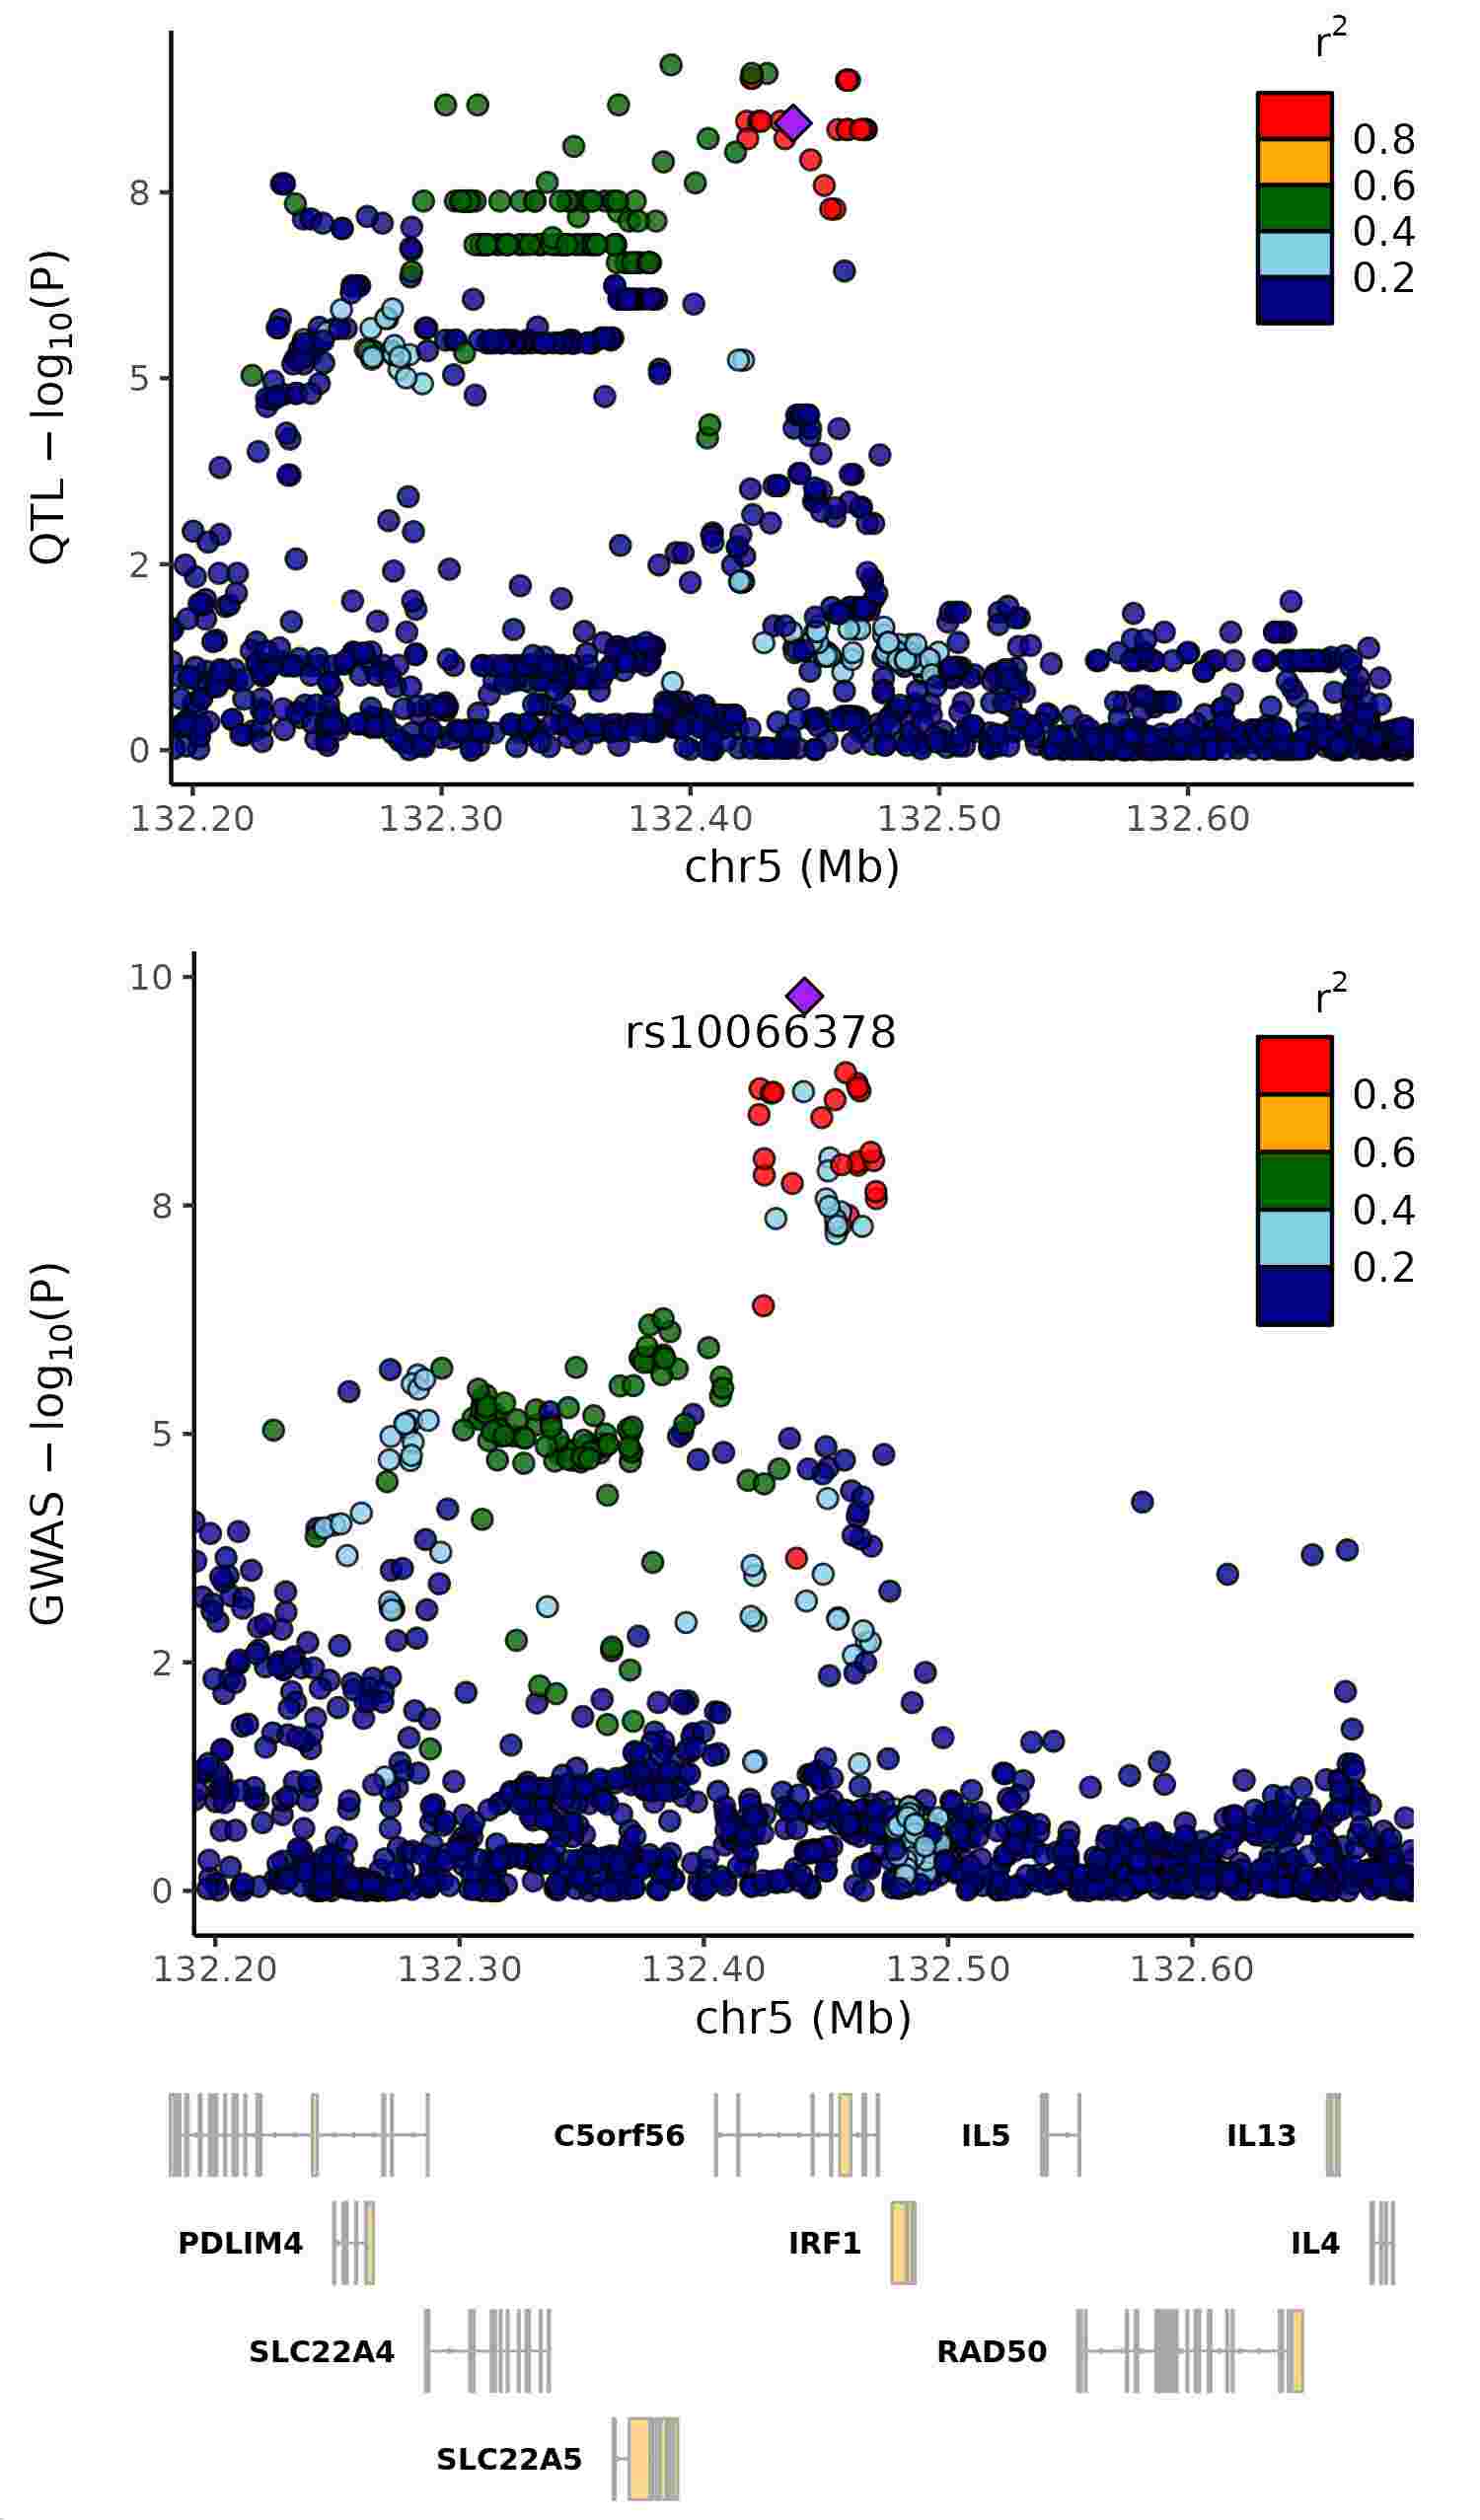 r2
0.8
0.6
0.4
0.2
8
5
2
0
QTL − log10(P)
132.20 132.30 132.40 132.50 132.60
chr5 (Mb)
10
8
5
2
0
GWAS − log10(P)
rs10066378
r2
0.8
0.6
0.4
0.2
132.20 132.30 132.40 132.50 132.60
chr5 (Mb)
C5orf56 IL5 IL13
PDLIM4 IRF1 IL4
SLC22A4 RAD50
SLC22A5